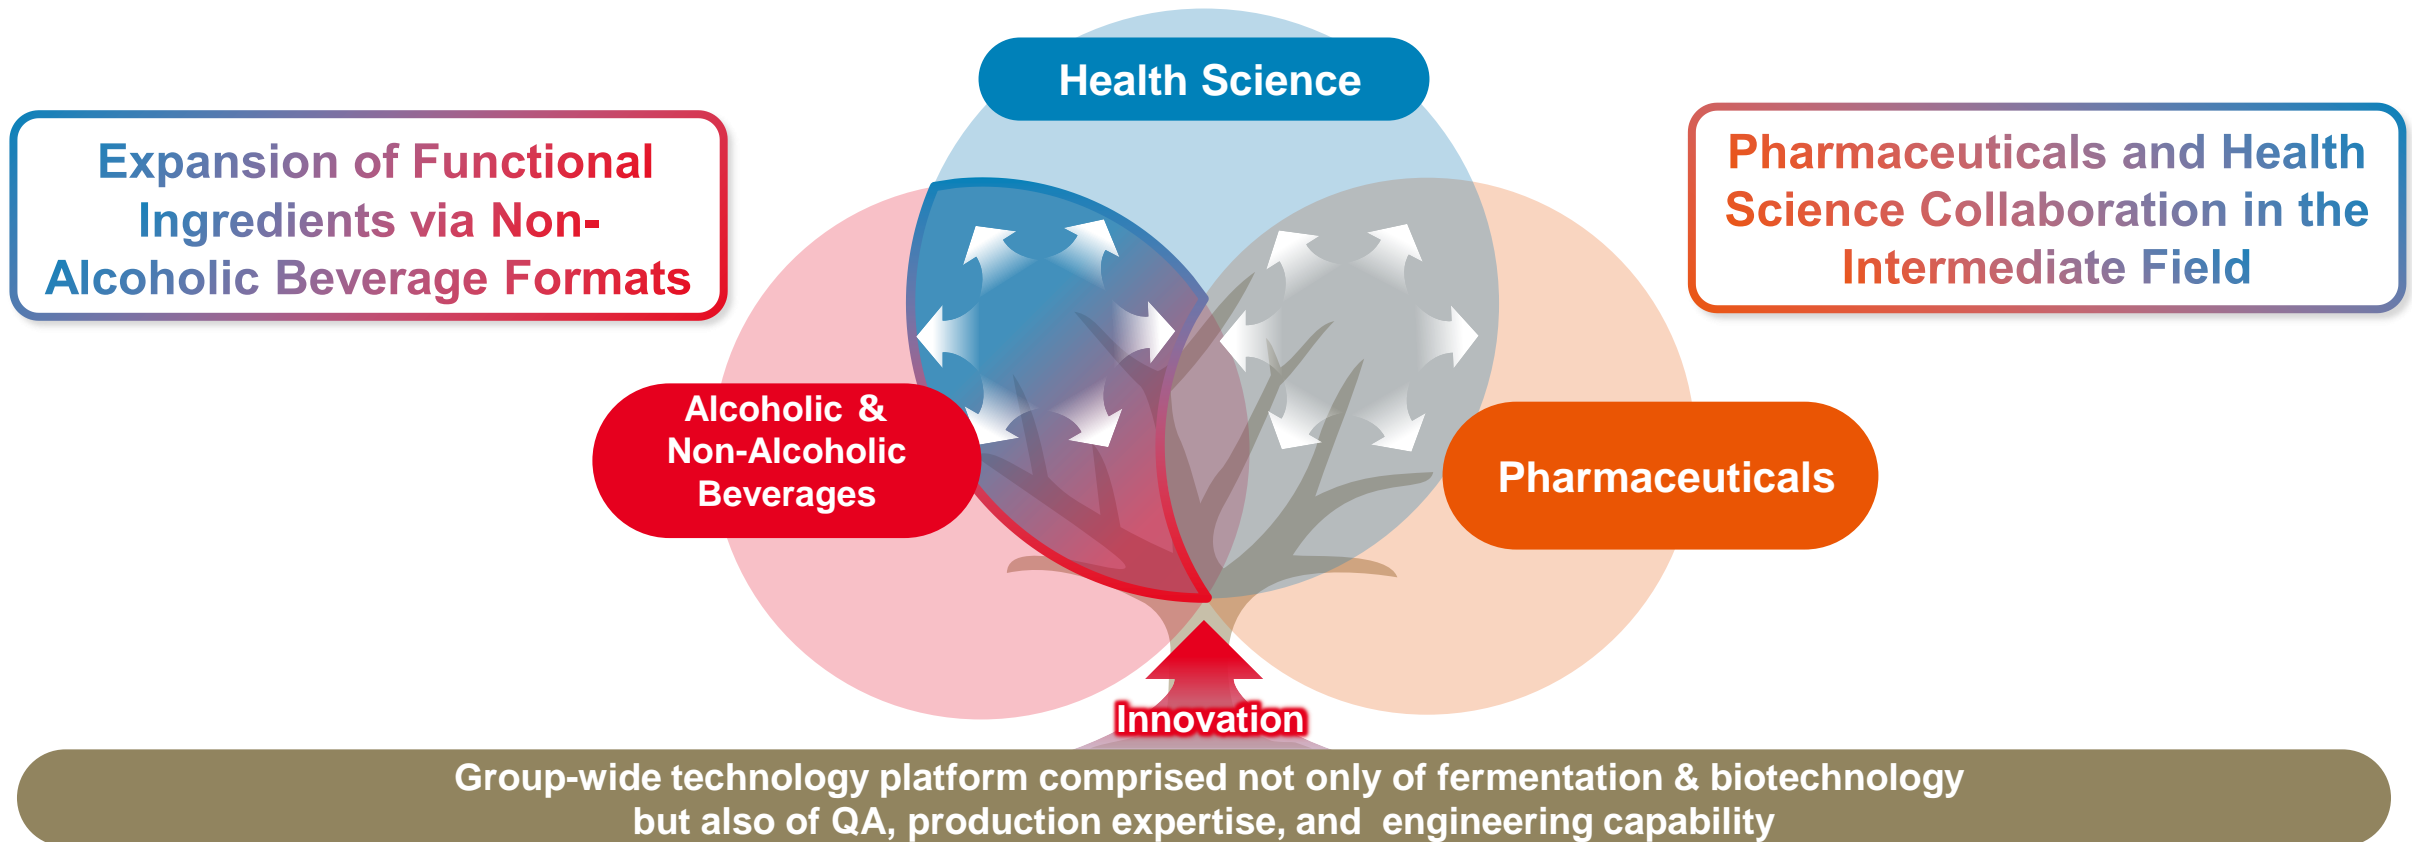 Health Science
Expansion of Functional
Ingredients via Non-
Alcoholic Beverage Formats
Pharmaceuticals and Health
Science Collaboration in the
Intermediate Field
Alcoholic &
Non-Alcoholic
Beverages
Pharmaceuticals
Innovation
Group-wide technology platform comprised not only of fermentation & biotechnology
but also of QA, production expertise, and engineering capability